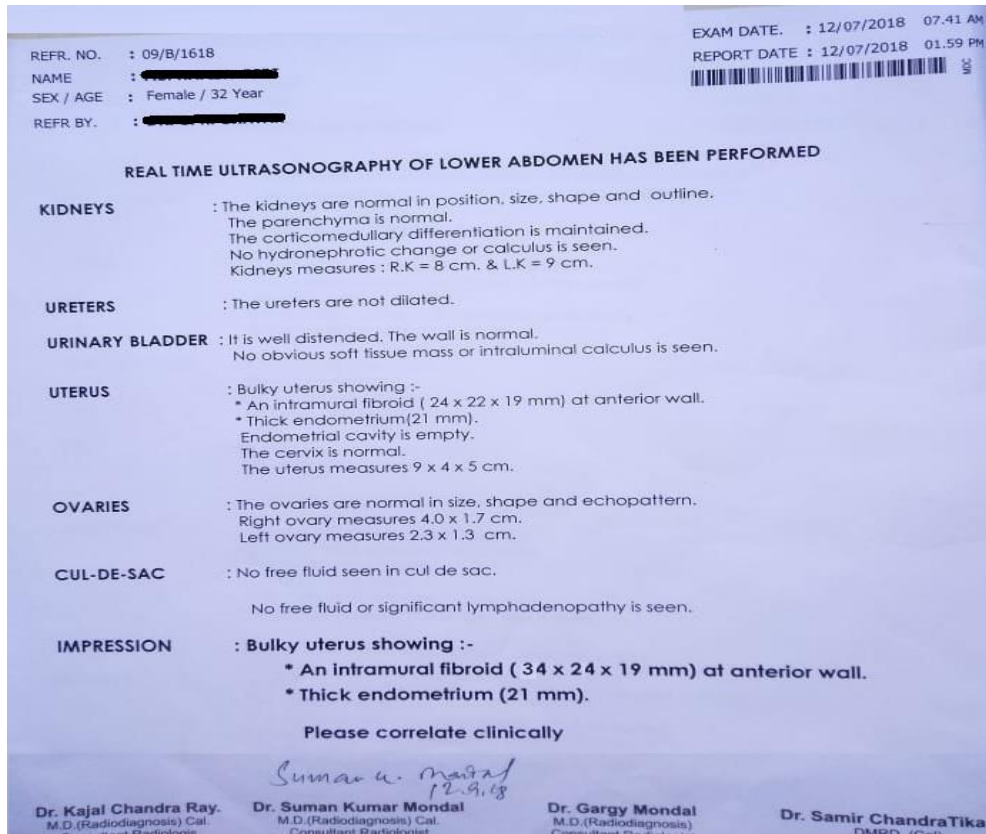 EXAM DATE. : 12/07/2018 07.41 AM
REPORT DATE : 12/07/2018 01.59 PM
REFR. NO. : 09/B/1618
NAME :
SEX / AGE : Female / 32 Year
REFR BY. :
REAL TIME ULTRASONOGRAPHY OF LOWER ABDOMEN HAS BEEN PERFORMED
KIDNEYS : The kidneys are normal in position, size, shape and outline.
The parenchyma is normal.
The corticomedullary differentiation is maintained.
No hydronephrotic change or calculus is seen.
Kidneys measures : R.K = 8 cm. & L.K = 9 cm.
URETERS : The ureters are not dilated.
URINARY BLADDER : It is well distended. The wall is normal.
No obvious soft tissue mass or intraluminal calculus is seen.
UTERUS : Bulky uterus showing :-
* An intramural fibroid ( 24 x 22 x 19 mm) at anterior wall.
* Thick endometrium(21 mm).
Endometrial cavity is empty.
The cervix is normal.
The uterus measures 9 x 4 x 5 cm.
OVARIES : The ovaries are normal in size, shape and echopattern.
Right ovary measures 4.0 x 1.7 cm.
Left ovary measures 2.3 x 1.3 cm.
CUL-DE-SAC : No free fluid seen in cul de sac.
No free fluid or significant lymphadenopathy is seen.
IMPRESSION : Bulky uterus showing :-
* An intramural fibroid ( 34 x 24 x 19 mm) at anterior wall.
* Thick endometrium (21 mm).
Please correlate clinically
Suman
Dr. Kajal Chandra Ray. Dr. Suman Kumar Mondal Dr. Gargy Mondal Dr. Samir ChandraTika
M.D.(Radiodiagnosis) Cal. M.D.(Radiodiagnosis) Cal. M.D.(Radiodiagnosis) DMRD
Consultant Radiologist